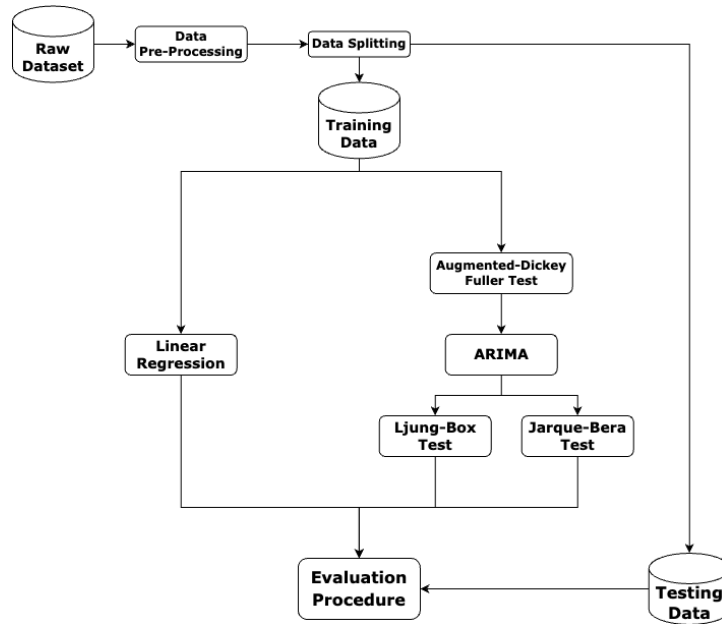 Raw
Dataset
Data
Pre-Processing
Data Splitting
Training
Data
Augmented-Dickey
Fuller Test
Linear
Regression
ARIMA
Ljung-Box
Test
Jarque-Bera
Test
Evaluation
Procedure
Testing
Data